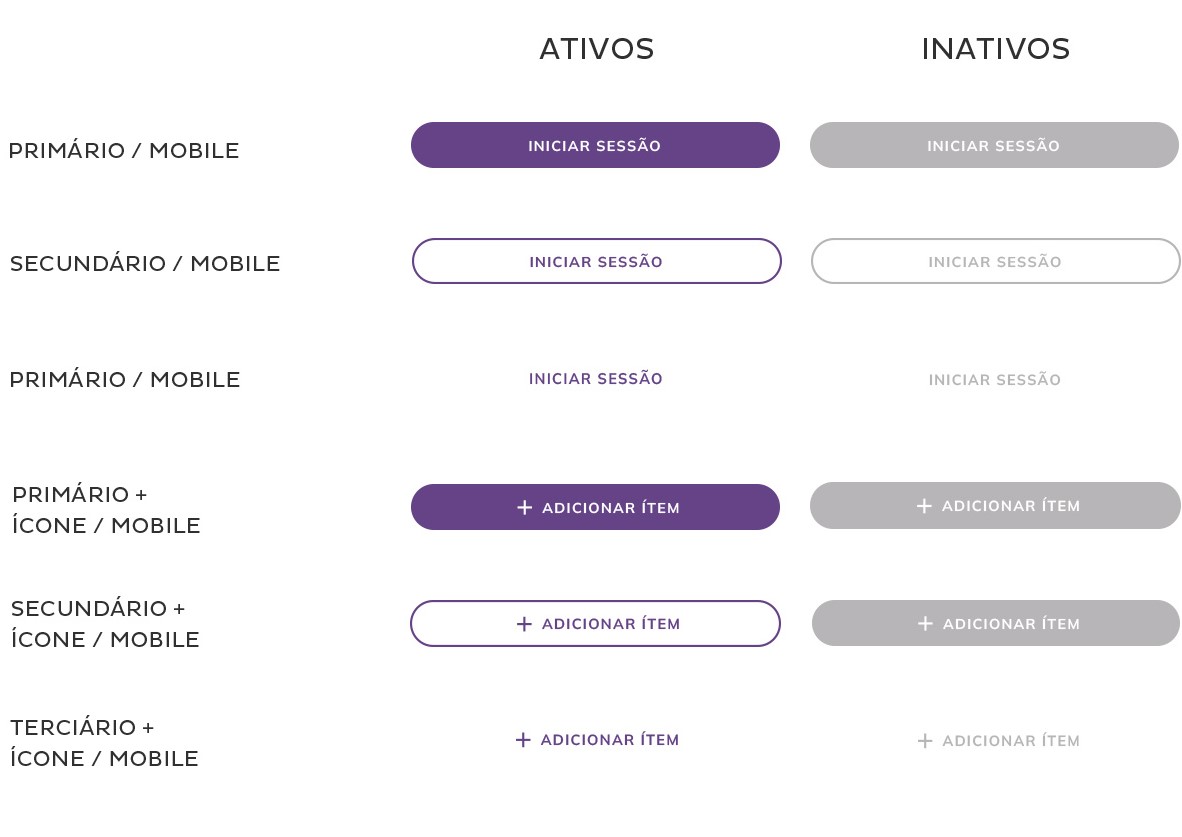 ATIVOS INATIVOS
PRIMÁRIO / MOBILE INICIAR SESSÃO INICIAR SESSÃO
SECUNDÁRIO / MOBILE INICIAR SESSÃO INICIAR SESSÃO
PRIMÁRIO / MOBILE INICIAR SESSÃO INICIAR SESSÃO
PRIMÁRIO +
ÍCONE / MOBILE
+ ADICIONAR ÍTEM + ADICIONAR ÍTEM
SECUNDÁRIO +
ÍCONE / MOBILE
+ ADICIONAR ÍTEM + ADICIONAR ÍTEM
TERCIÁRIO +
ÍCONE / MOBILE
+ ADICIONAR ÍTEM + ADICIONAR ÍTEM